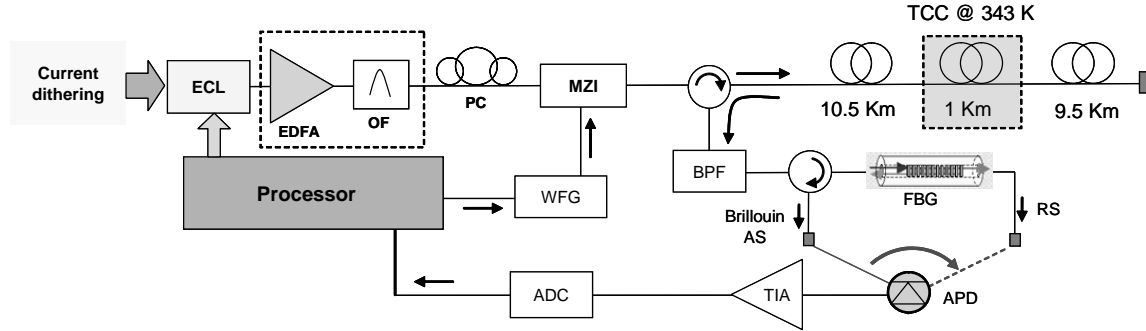 TCC @ 343 K
Current
dithering
ECL
EDFA
OF
PC
MZI
10.5 Km
1 Km
9.5 Km
Processor
WFG
BPF
FBG
Brillouin
AS
RS
ADC
TIA
APD